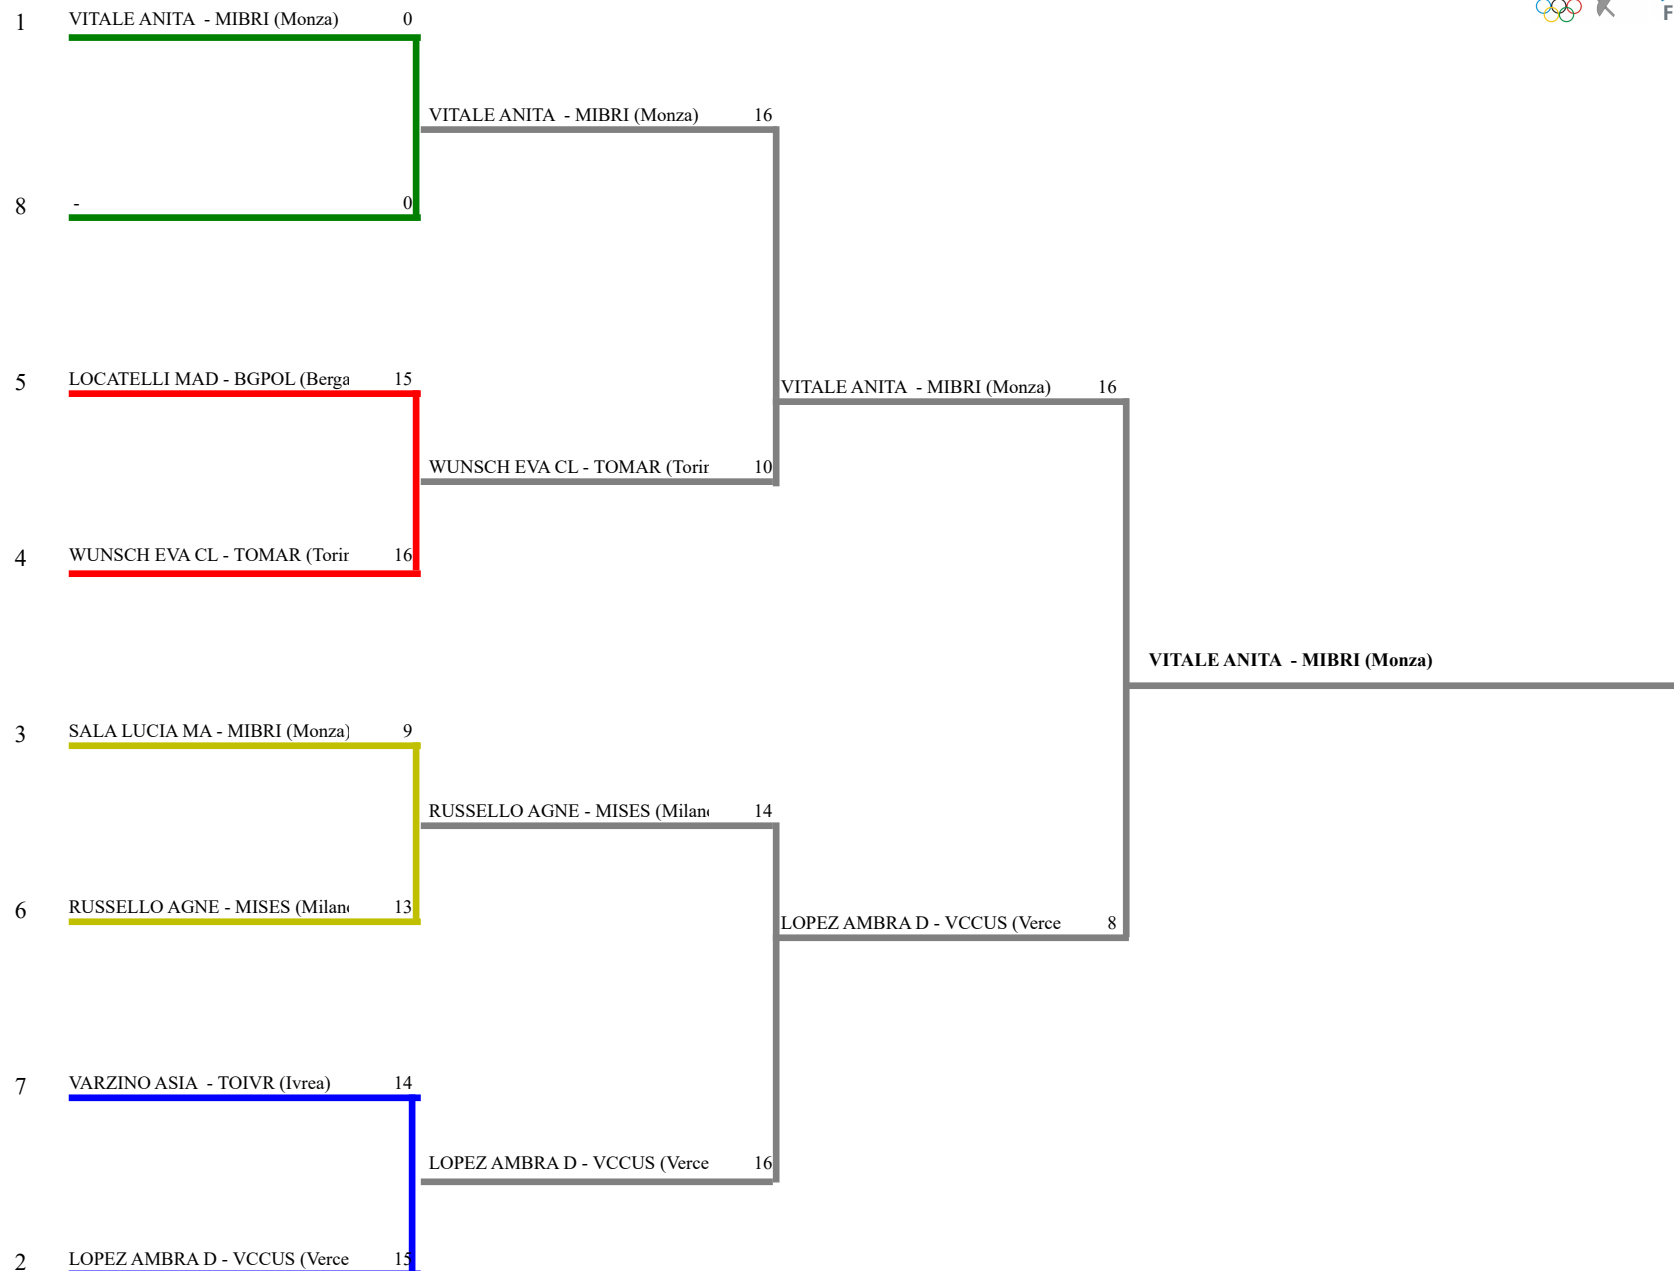 1 VITALE ANITA - MIBRI (Monza) 0
F
VITALE ANITA - MIBRI (Monza) 16
8 - 0
5 LOCATELLI MAD - BGPOL (Berga 15
VITALE ANITA - MIBRI (Monza) 16
WUNSCH EVA CL - TOMAR (Torir 10
4 WUNSCH EVA CL - TOMAR (Torir 16
VITALE ANITA - MIBRI (Monza)
3 SALA LUCIA MA - MIBRI (Monza) 9
RUSSELLO AGNE - MISES (Milan 14
6 RUSSELLO AGNE - MISES (Milan 13
LOPEZ AMBRA D - VCCUS (Verce 8
7 VARZINO ASIA - TOIVR (Ivrea) 14
LOPEZ AMBRA D - VCCUS (Verce 16
2 LOPEZ AMBRA D - VCCUS (Verce 15